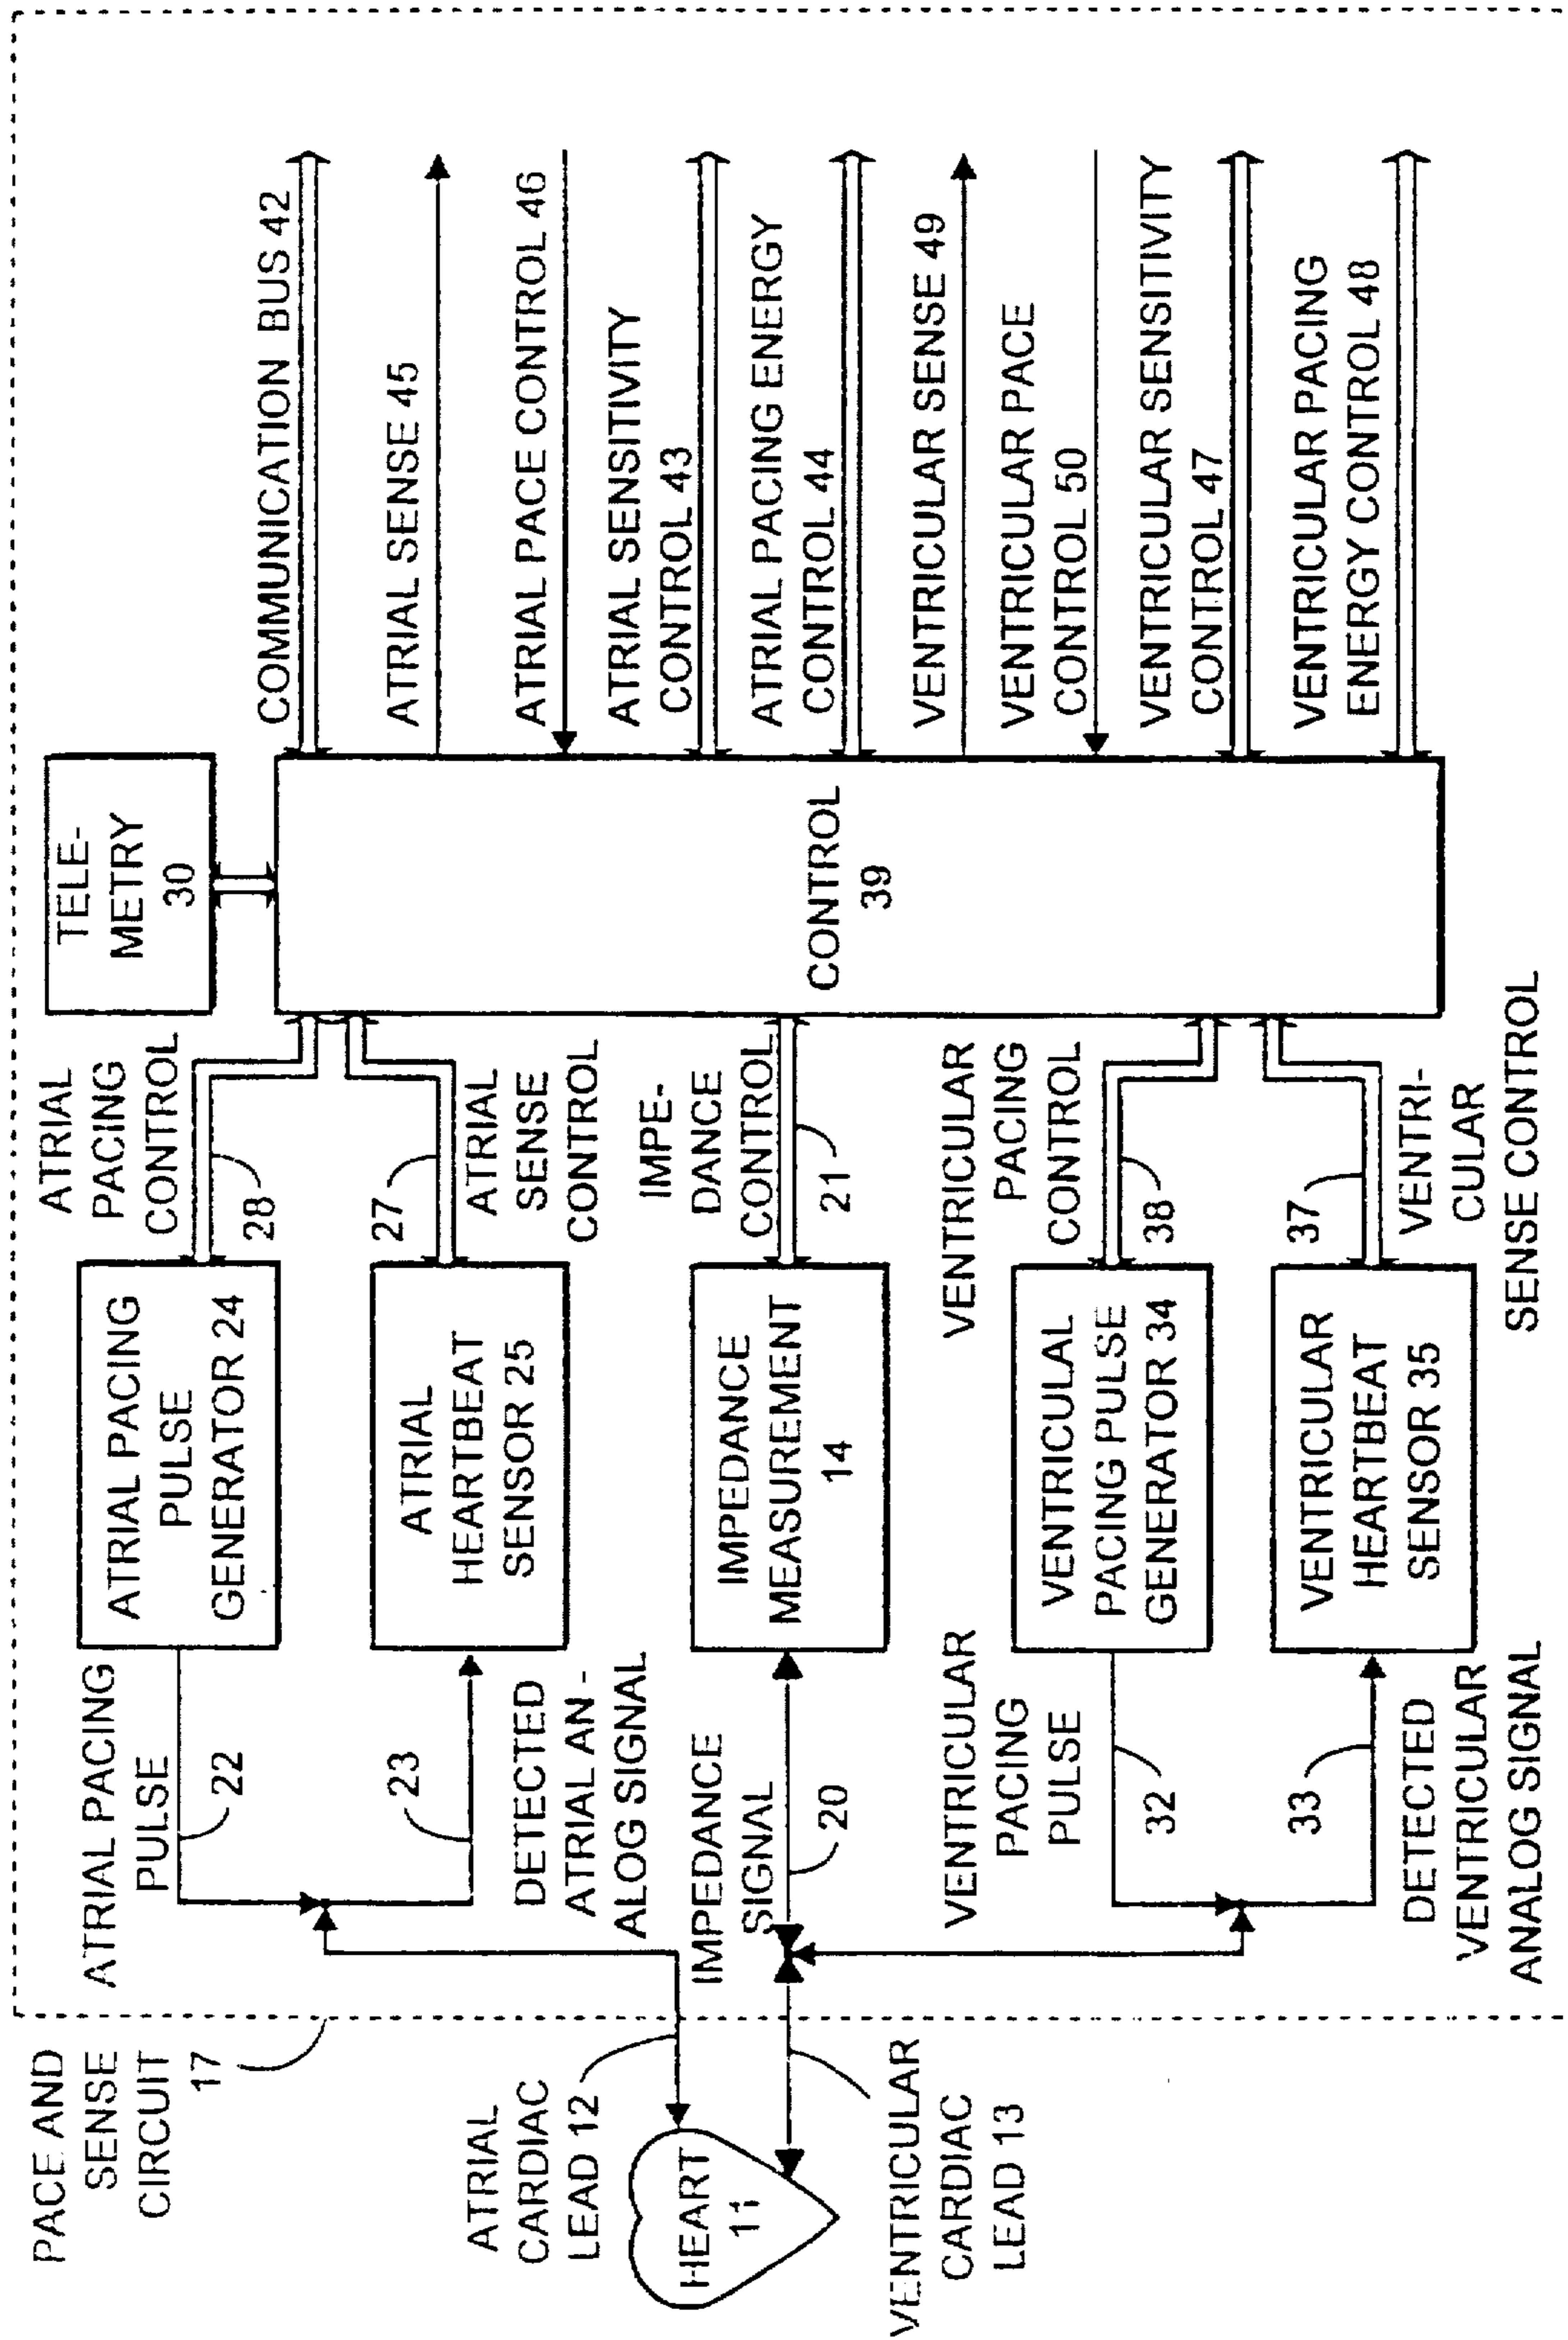 PACE AND
SENSE
CIRCUIT
17
ATRIAL
CARDIAC
LEAD 12
HEART
11
VENTRICULAR
CARDIAC
LEAD 13
ATRIAL PACING
PULSE
22
23
DETECTED
ATRIAL AN-
ALOG SIGNAL
IMPEDANCE
SIGNAL
20
VENTRICULAR
PACING
PULSE
32
33
DETECTED
VENTRICULAR
ANALOG SIGNAL
ATRIAL PACING
PULSE
GENERATOR 24
ATRIAL
HEARTBEAT
SENSOR 25
IMPEDANCE
MEASUREMENT
14
VENTRICULAL
PACING PULSE
GENERATOR 34
VENTRICULAR
HEARTBEAT
SENSOR 35
ATRIAL
PACING
CONTROL
28
27
ATRIAL
SENSE
CONTROL
IMPE-
DANCE
CONTROL
21
VENTRICULAR
PACING
CONTROL
38
37
VENTRI-
CULAR
SENSE CONTROL
TELE-
METRY
30
CONTROL
39
COMMUNICATION BUS 42
ATRIAL SENSE 45
ATRIAL PACE CONTROL 46
ATRIAL SENSITIVITY
CONTROL 43
ATRIAL PACING ENERGY
CONTROL 44
VENTRICULAR SENSE 49
VENTRICULAR PACE
CONTROL 50
VENTRICULAR SENSITIVITY
CONTROL 47
VENTRICULAR PACING
ENERGY CONTROL 48